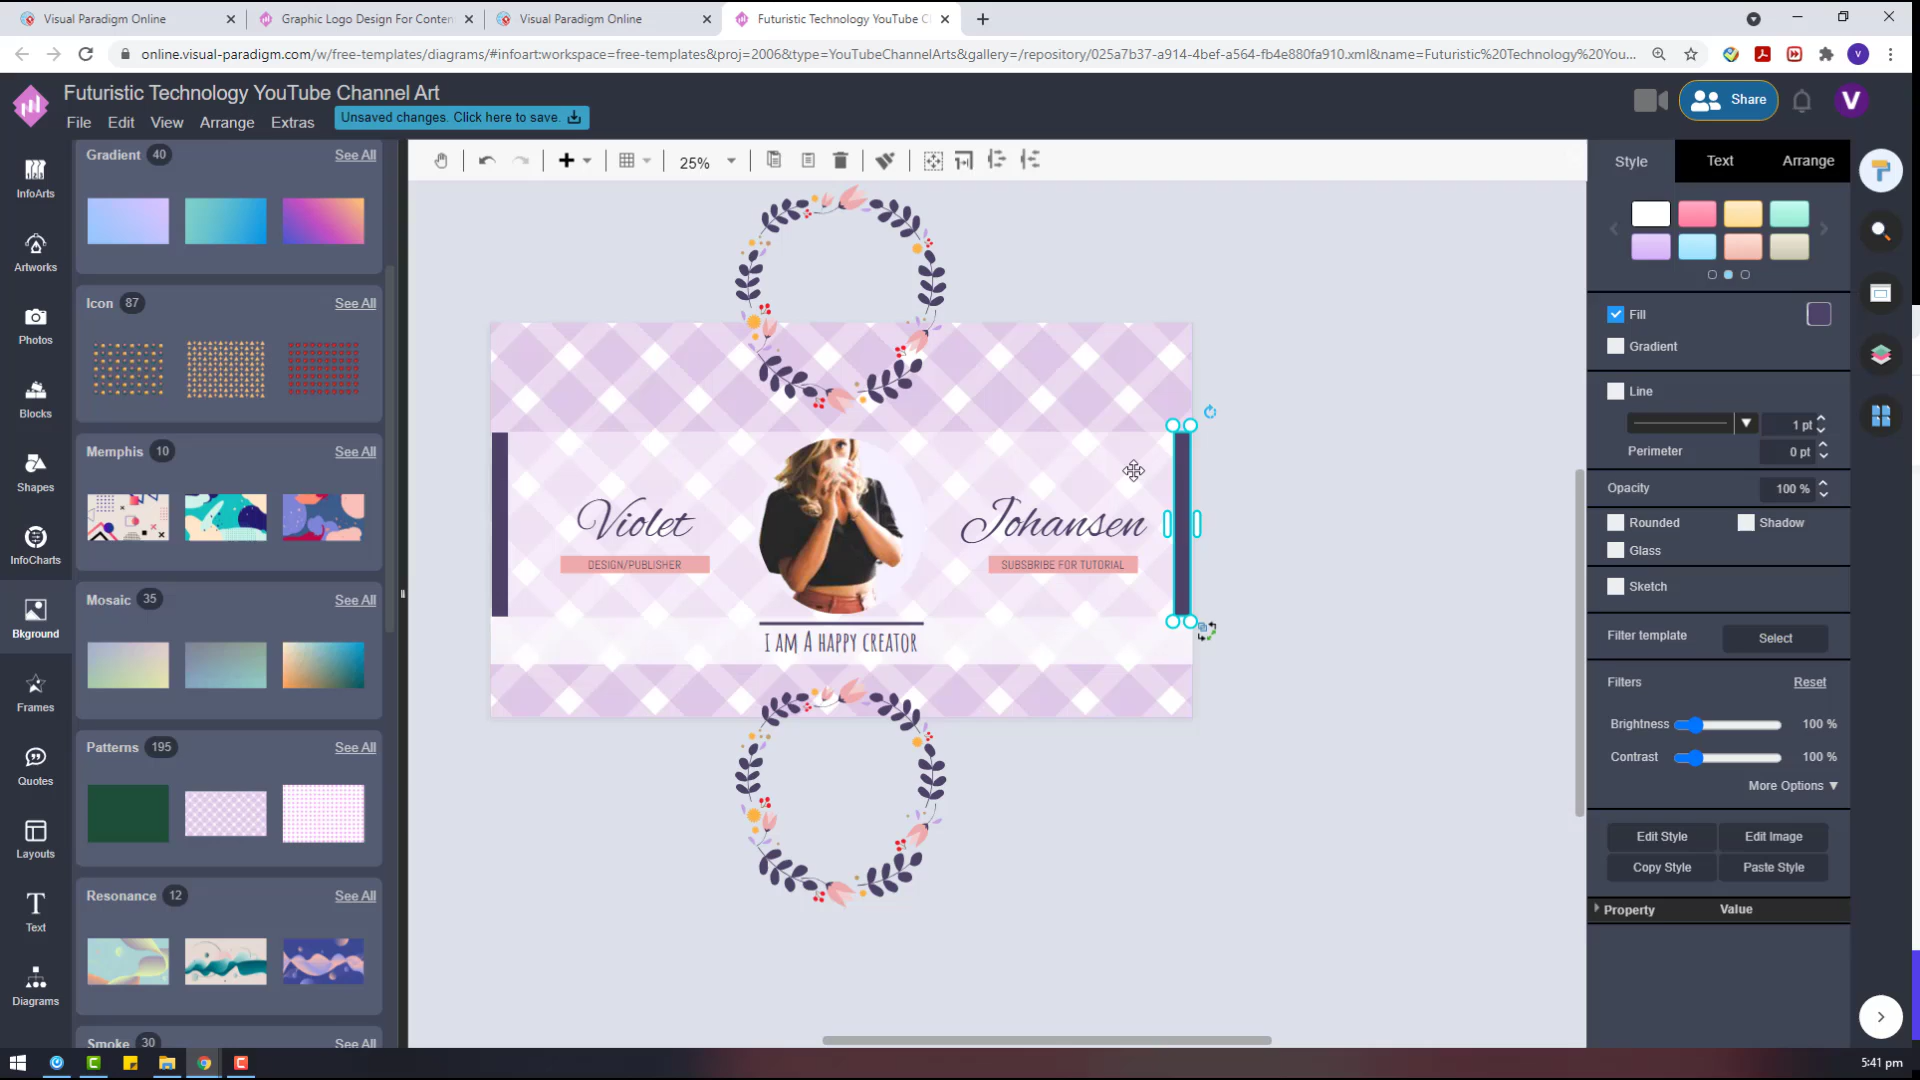 Visual Paradigm Online
Graphic Logo Design For Conten
Visual Paradigm Online
Futuristic Technology YouTube C
online.visual-paradigm.com/w/free-templates/diagrams/#infoart:workspace=free-templates&proj=2006&type=YouTubeChannelArts&gallery=/repository/025a7b37-a914-4bef-a564-fb4e880fa910.xml&name=Futuristic%20Technology%20You...
V
Futuristic Technology YouTube Channel Art
File Edit View Arrange Extras
Unsaved changes. Click here to save.
Share
V
InfoArts
Artworks
Photos
Blocks
Shapes
InfoCharts
Bkground
Frames
Quotes
Layouts
Text
Diagrams
Gradient 40 See All
Icon 87 See All
Memphis 10 See All
Mosaic 35 See All
Patterns 195 See All
Resonance 12 See All
Smoke 30 See All
25%
Violet
DESIGN/PUBLISHER
Johansen
SUBSBRIBE FOR TUTORIAL
I AM A HAPPY CREATOR
Style Text Arrange
Fill
Gradient
Line
1 pt
Perimeter 0 pt
Opacity 100 %
Rounded Shadow
Glass
Sketch
Filter template Select
Filters Reset
Brightness 100 %
Contrast 100 %
More Options ▼
Edit Style Edit Image
Copy Style Paste Style
Property Value
5:41 pm